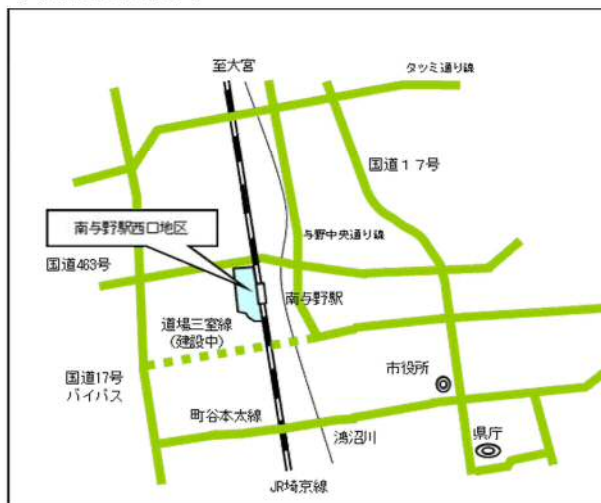 至大宮
タツミ通り線
国道17号
南与野駅西口地区
与野中央通り線
国道463号
南与野駅
道場三室線
(建設中)
市役所
国道17号
バイパス
町谷本太線
鴻沼川
県庁
JR埼京線